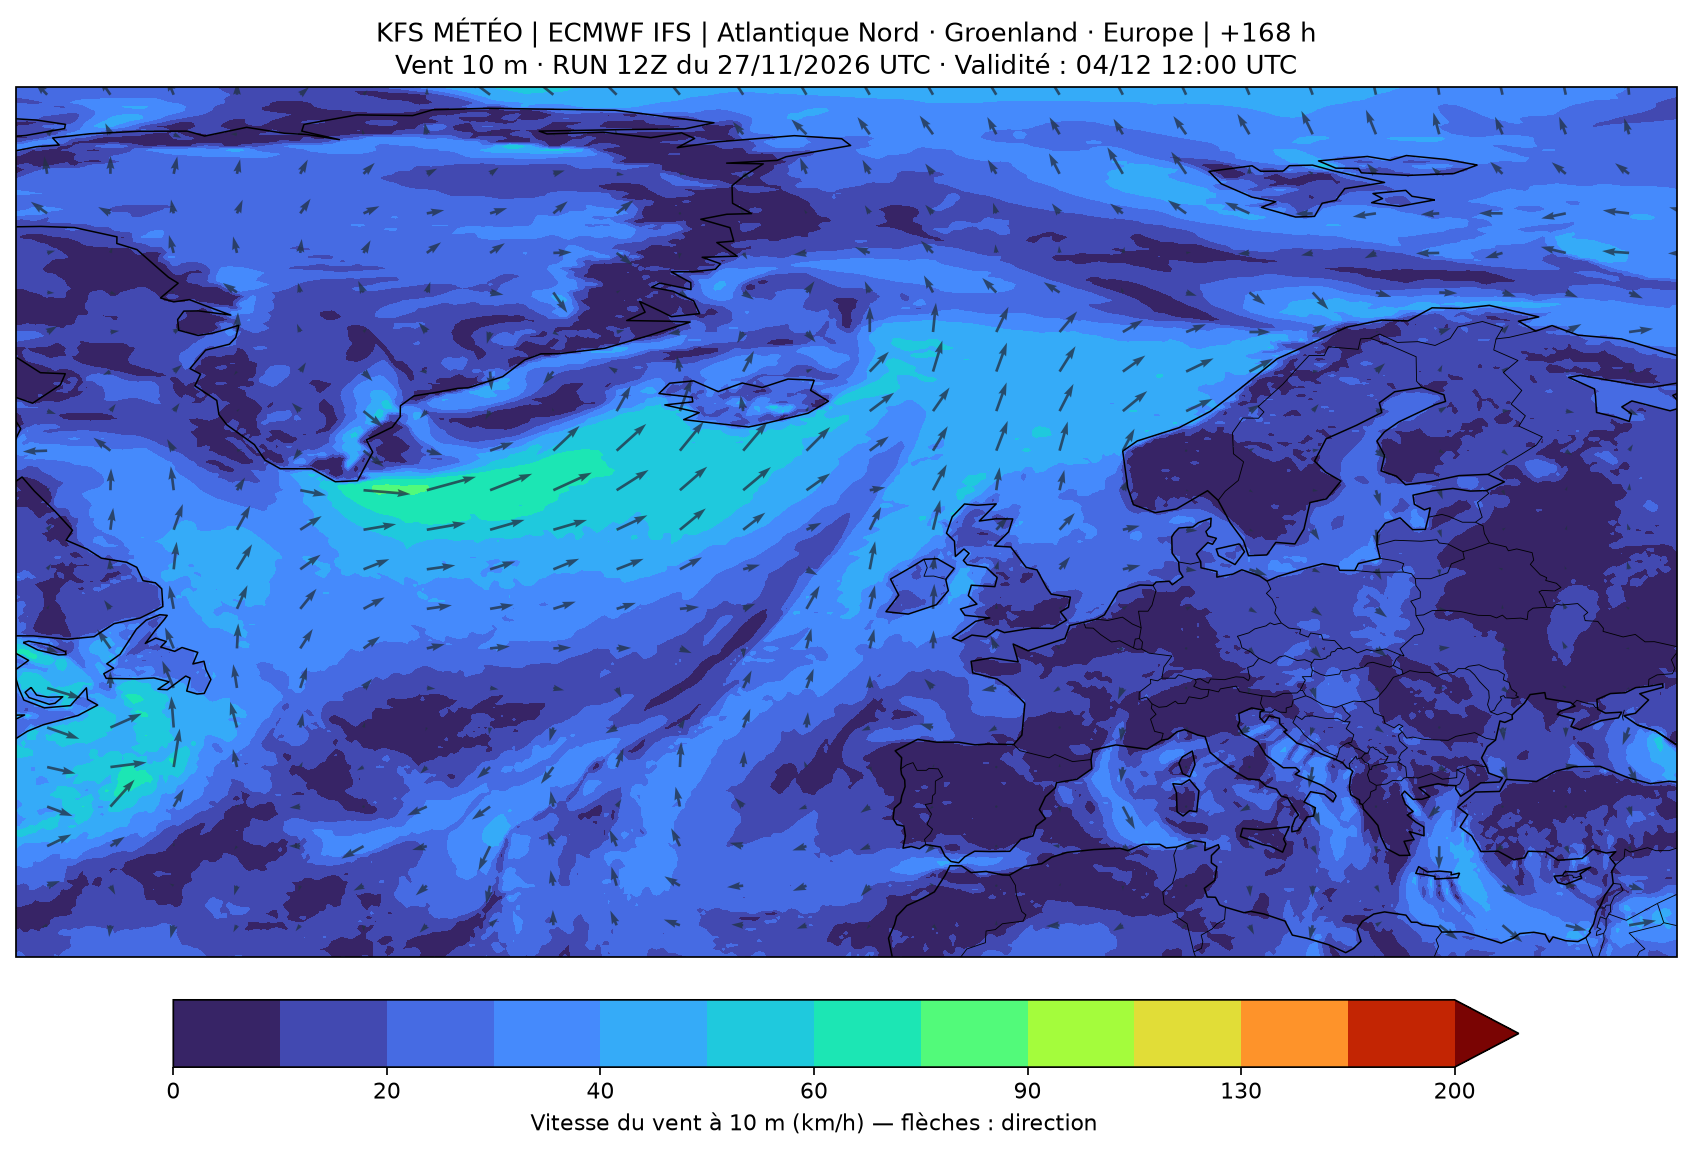 KFS MÉTÉO | ECMWF IFS | Atlantique Nord · Groenland · Europe | +168 h
Vent 10 m · RUN 12Z du 27/11/2026 UTC · Validité : 04/12 12:00 UTC
0 20 40 60 90 130 200
Vitesse du vent à 10 m (km/h) — flèches : direction